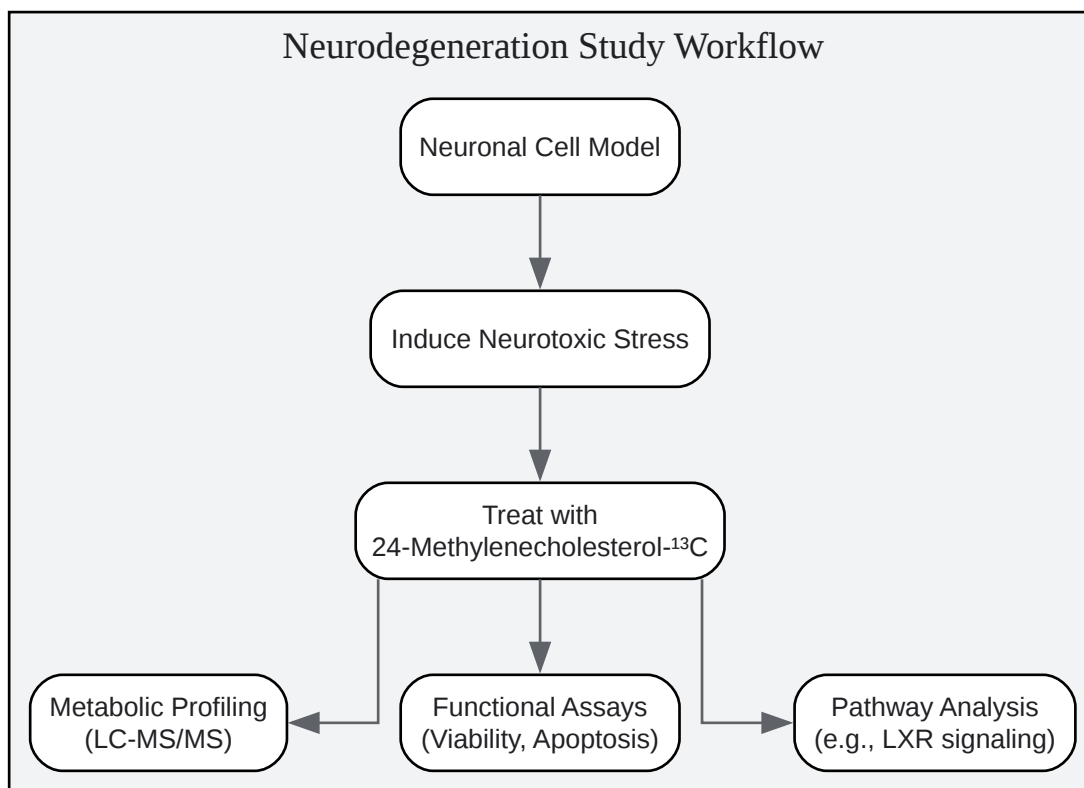 Neurodegeneration Study Workflow
Neuronal Cell Model
Induce Neurotoxic Stress
Treat with
24-Methylenecholesterol-¹³C
Metabolic Profiling
(LC-MS/MS)
Functional Assays
(Viability, Apoptosis)
Pathway Analysis
(e.g., LXR signaling)